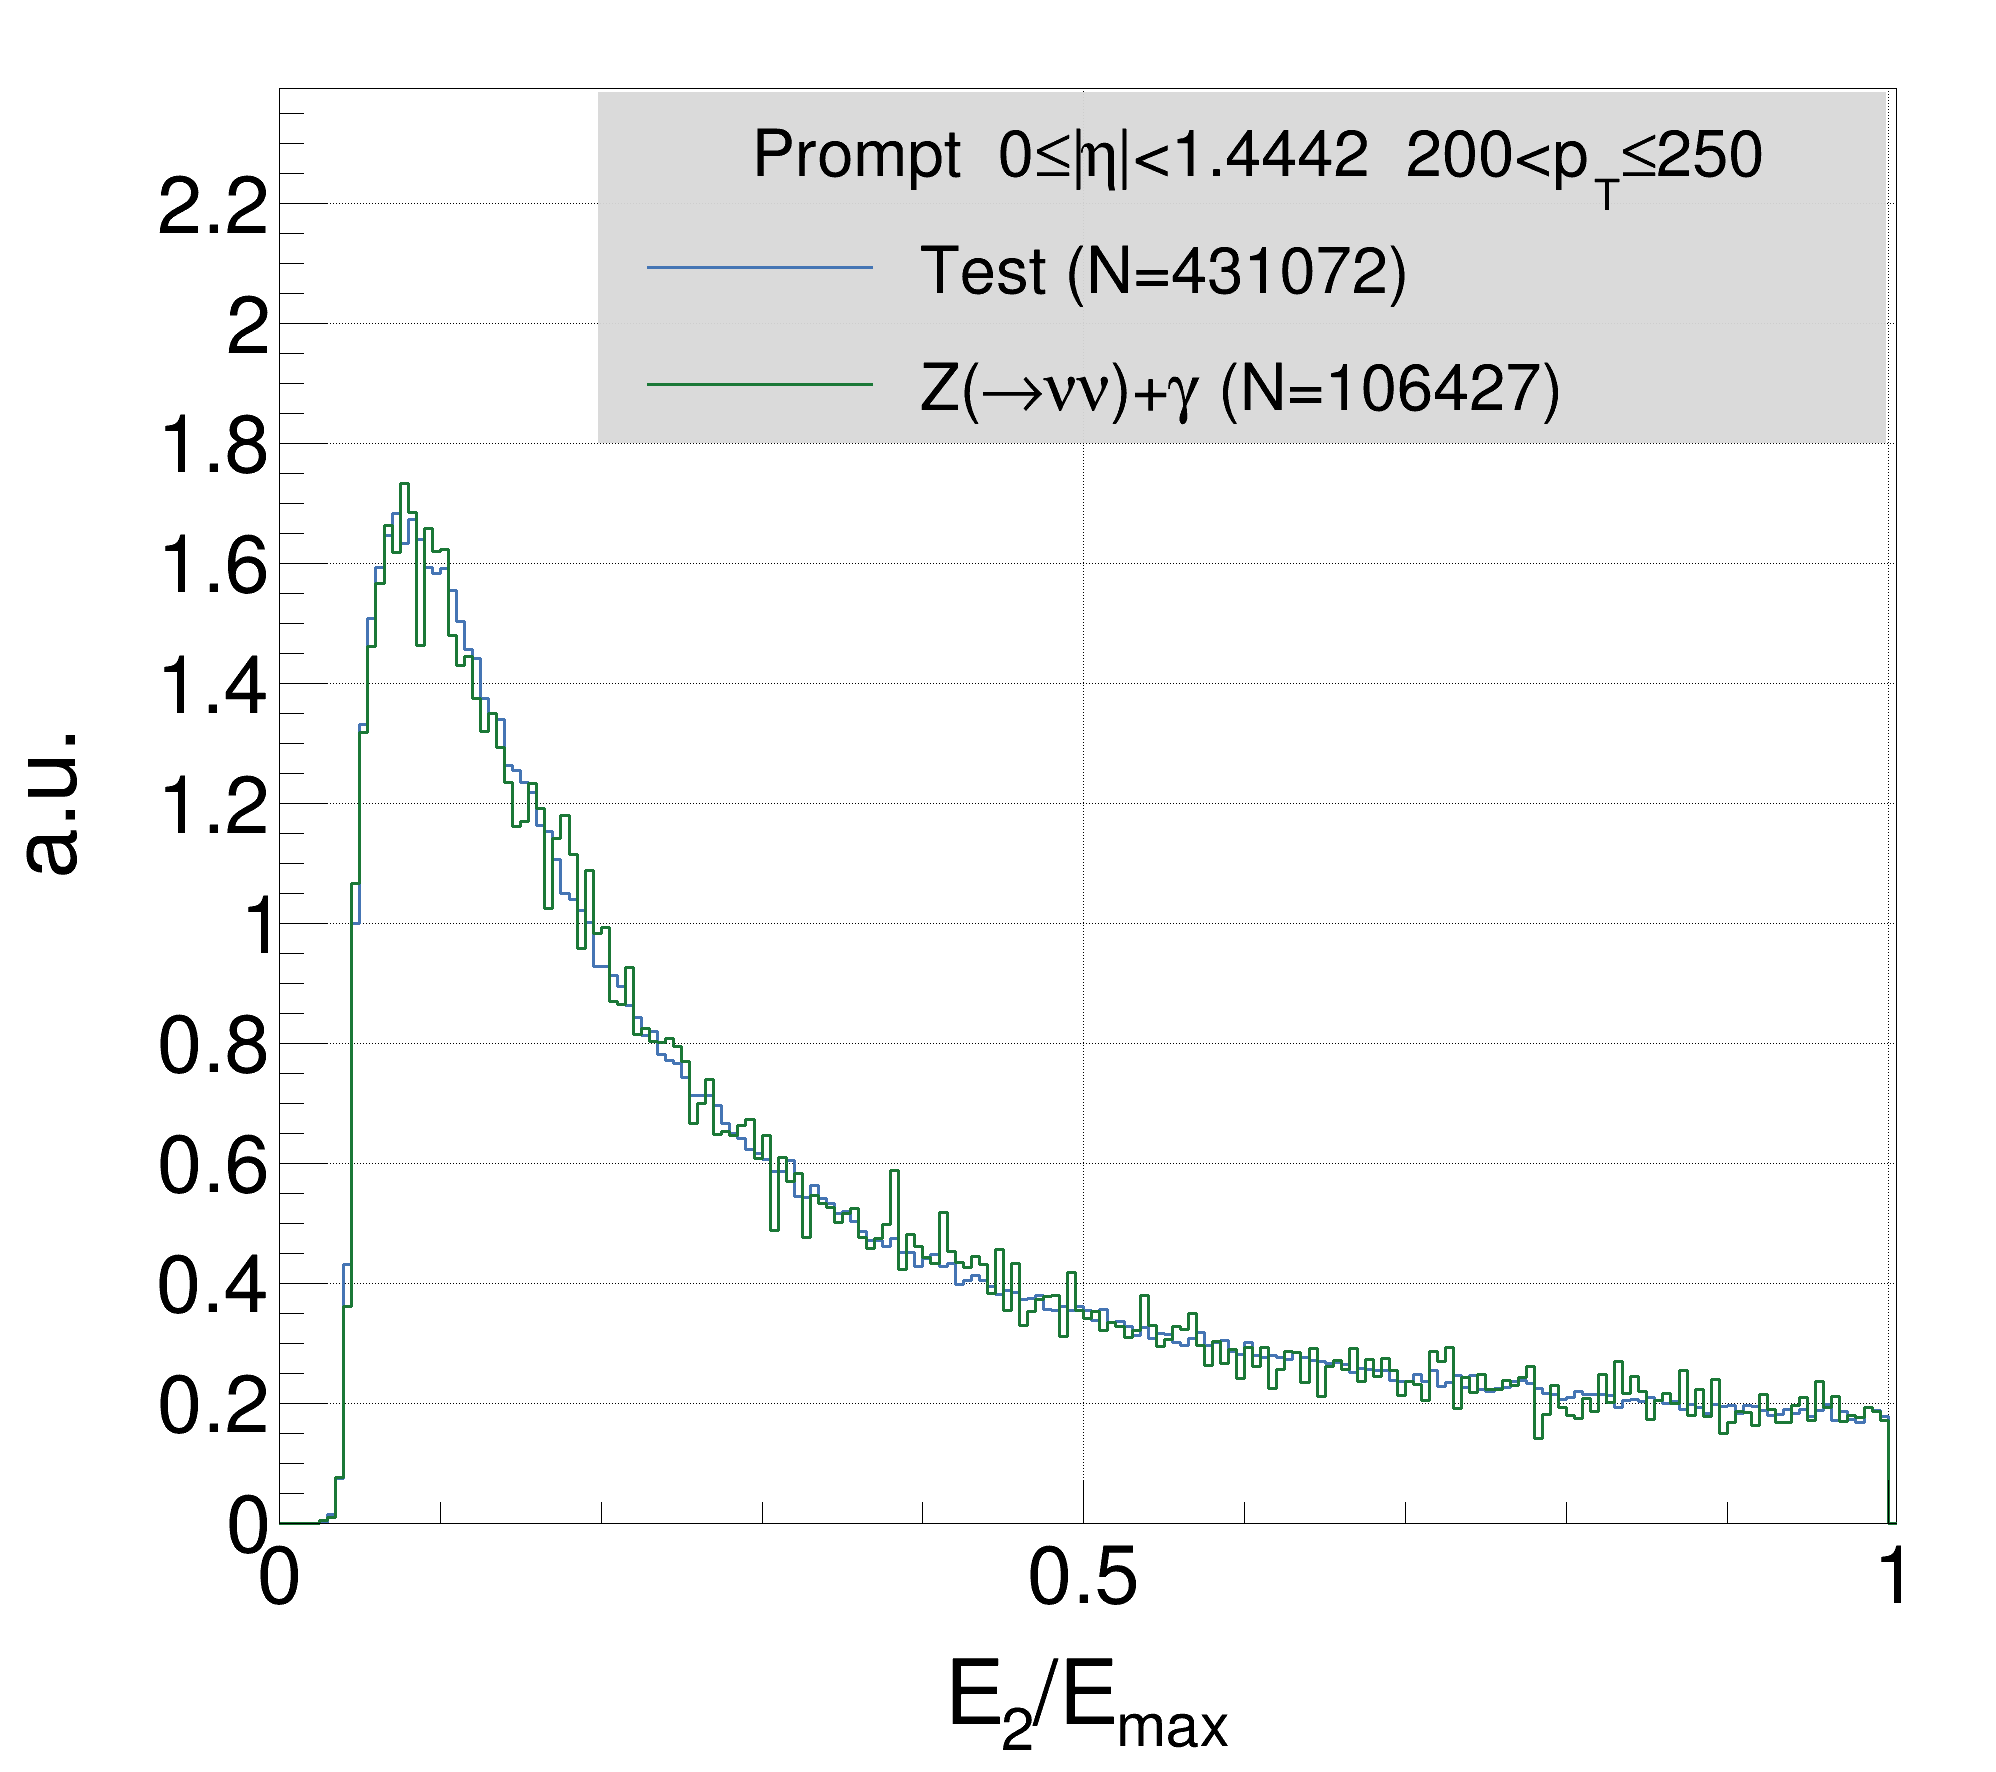 Prompt 0≤|η|<1.4442 200<p_T≤250
Test (N=431072)
Z(→νν)+γ (N=106427)
2.2
2
1.8
1.6
1.4
1.2
1
0.8
0.6
0.4
0.2
0
a.u.
0 0.5 1
E_2/E_max